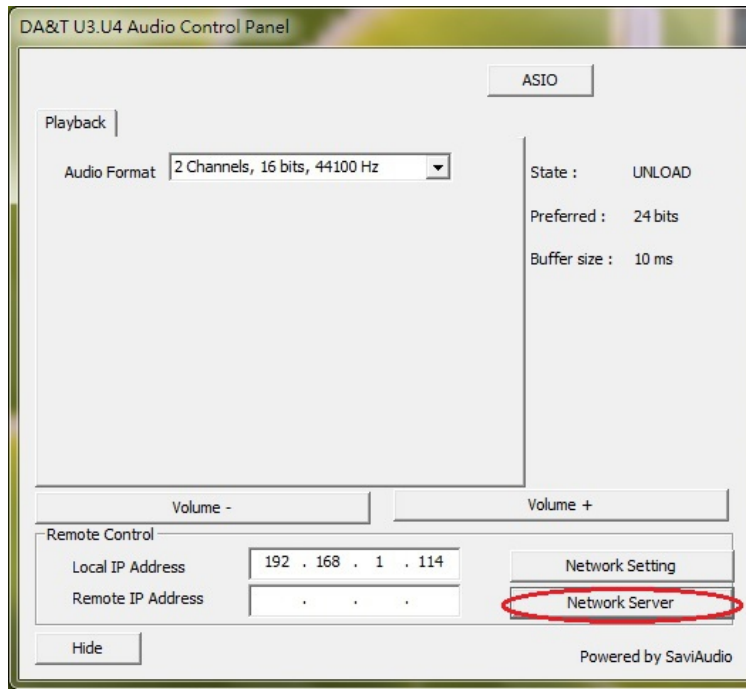 DA&T U3.U4 Audio Control Panel
ASIO
Playback
Audio Format 2 Channels, 16 bits, 44100 Hz
State : UNLOAD
Preferred : 24 bits
Buffer size : 10 ms
Volume - Volume +
Remote Control
Local IP Address 192 . 168 . 1 . 114 Network Setting
Remote IP Address . . . Network Server
Hide Powered by SaviAudio